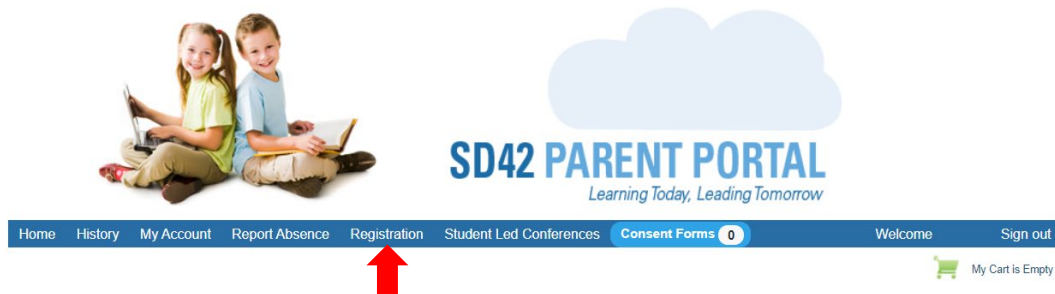 SD42 PARENT PORTAL
Learning Today, Leading Tomorrow
Home History My Account Report Absence Registration Student Led Conferences Consent Forms 0 Welcome Sign out
My Cart is Empty